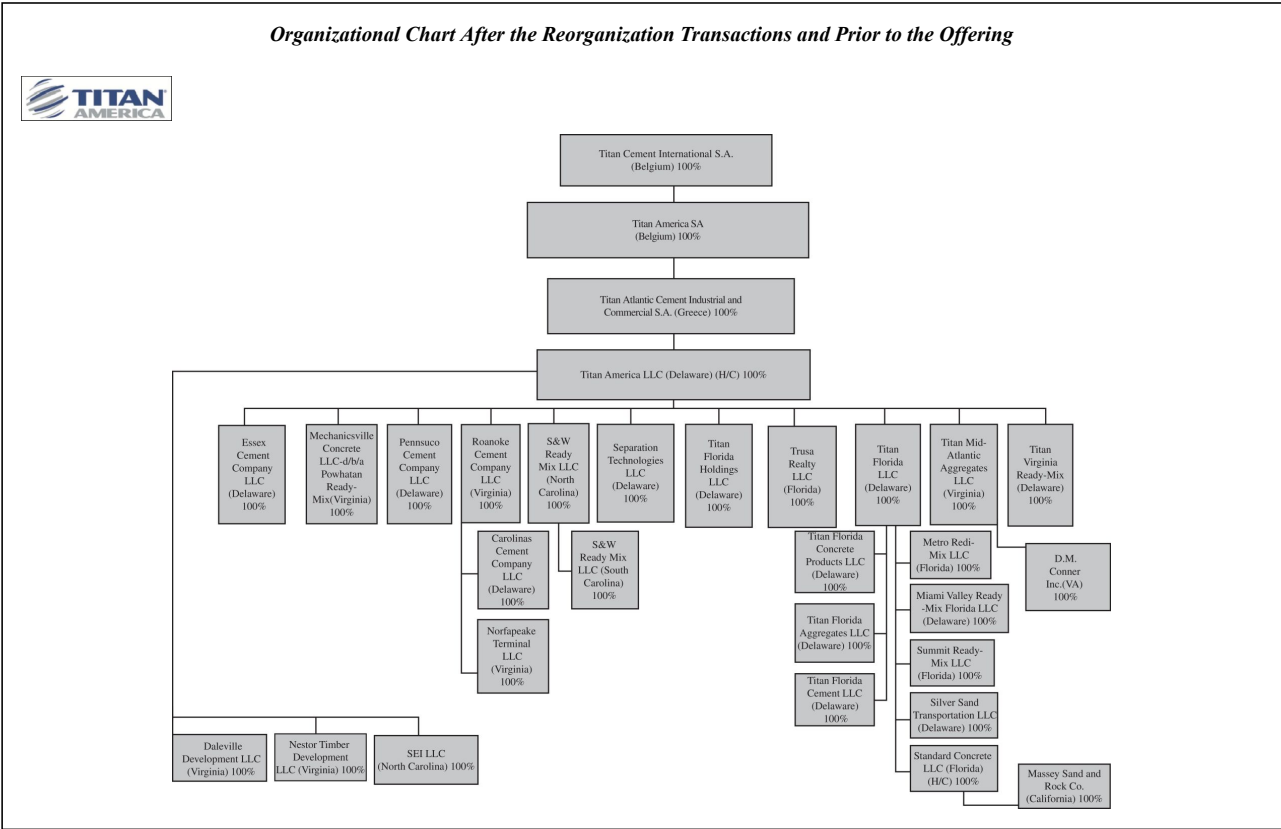 Organizational Chart After the Reorganization Transactions and Prior to the Offering
TITAN
AMERICA
Titan Cement International S.A.
(Belgium) 100%
Titan America SA
(Belgium) 100%
Titan Atlantic Cement Industrial and
Commercial S.A. (Greece) 100%
Titan America LLC (Delaware) (H/C) 100%
Essex
Cement
Company
LLC
(Delaware)
100%
Mechanicsville
Concrete
LLC-d/b/a
Powhatan
Ready-
Mix(Virginia)
100%
Pennsuco
Cement
Company
LLC
(Delaware)
100%
Roanoke
Cement
Company
LLC
(Virginia)
100%
S&W
Ready
Mix LLC
(North
Carolina)
100%
Separation
Technologies
LLC
(Delaware)
100%
Titan
Florida
Holdings
LLC
(Delaware)
100%
Trusa
Realty
LLC
(Florida)
100%
Titan
Florida
LLC
(Delaware)
100%
Titan Mid-
Atlantic
Aggregates
LLC
(Virginia)
100%
Titan
Virginia
Ready-Mix
(Delaware)
100%
Carolinas
Cement
Company
LLC
(Delaware)
100%
S&W
Ready Mix
LLC (South
Carolina)
100%
Titan Florida
Concrete
Products LLC
(Delaware)
100%
Metro Redi-
Mix LLC
(Florida) 100%
D.M.
Conner
Inc.(VA)
100%
Miami Valley Ready
-Mix Florida LLC
(Delaware) 100%
Norfapeake
Terminal
LLC
(Virginia)
100%
Titan Florida
Aggregates LLC
(Delaware) 100%
Summit Ready-
Mix LLC
(Florida) 100%
Titan Florida
Cement LLC
(Delaware)
100%
Silver Sand
Transportation LLC
(Delaware) 100%
Daleville
Development LLC
(Virginia) 100%
Nestor Timber
Development
LLC (Virginia) 100%
SEI LLC
(North Carolina) 100%
Standard Concrete
LLC (Florida)
(H/C) 100%
Massey Sand and
Rock Co.
(California) 100%